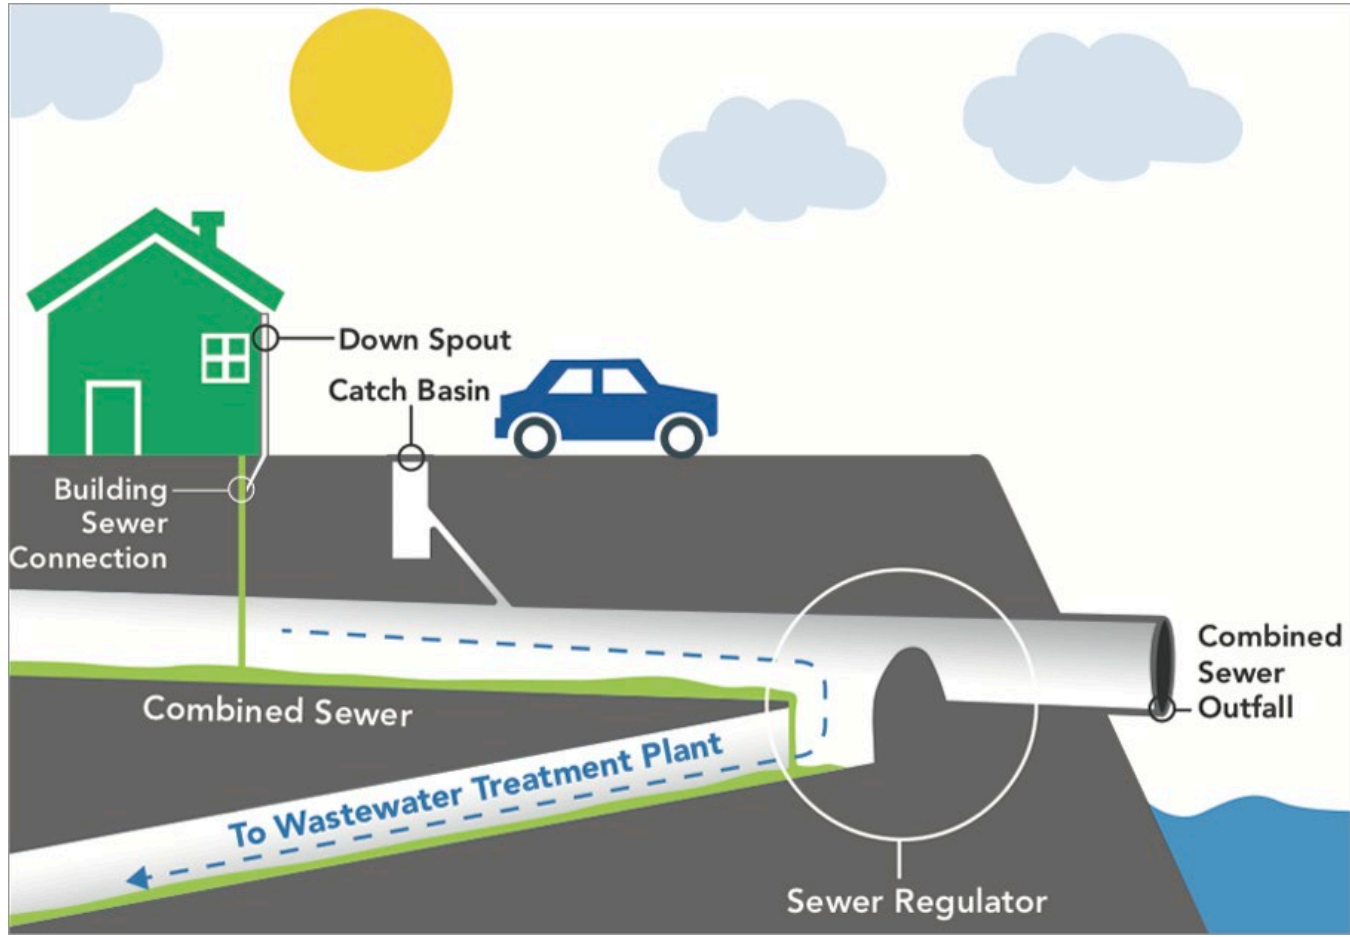 Down Spout
Catch Basin
Building
Sewer
Connection
Combined
Sewer
Outfall
Combined Sewer
To Wastewater Treatment Plant
Sewer Regulator